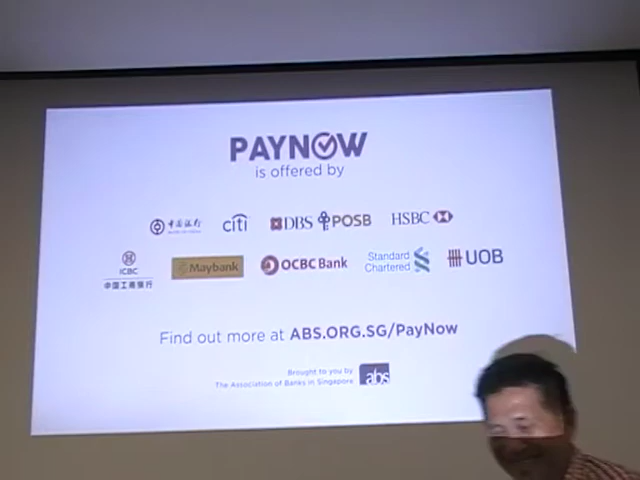 PAYNOW
is offered by
中国银行 citi DBS POSB HSBC
ICBC Maybank OCBC Bank Standard Chartered UOB
中国工商银行
Find out more at ABS.ORG.SG/PayNow
Brought to you by
The Association of Banks in Singapore abs